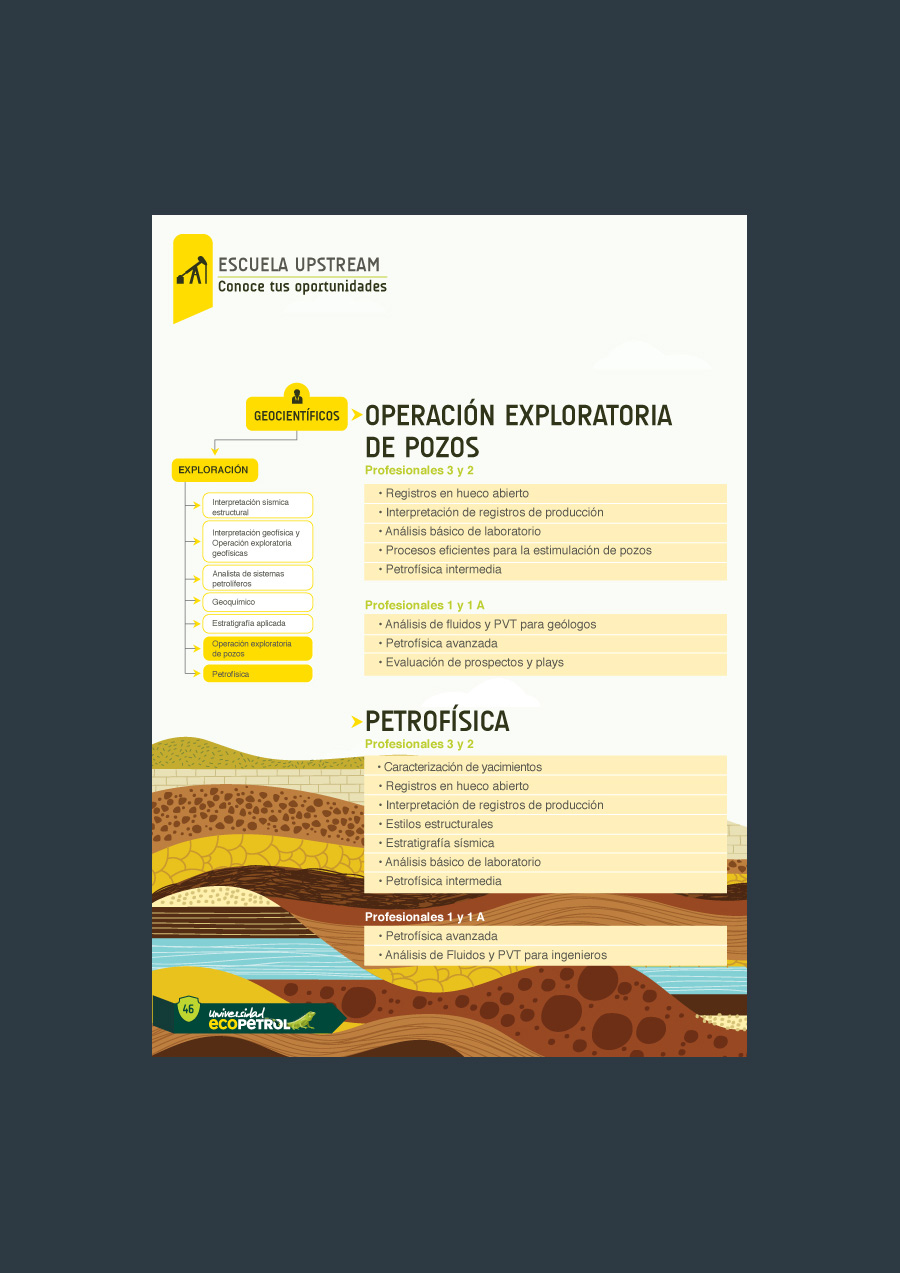 ESCUELA UPSTREAM
Conoce tus oportunidades
GEOCIENTÍFICOS
EXPLORACIÓN
Interpretación sísmica
estructural
Interpretación geofísica y
Operación exploratoria
geofísicas
Analista de sistemas
petrolíferos
Geoquímico
Estratigrafía aplicada
Operación exploratoria
de pozos
Petrofísica
OPERACIÓN EXPLORATORIA
DE POZOS
Profesionales 3 y 2
• Registros en hueco abierto
• Interpretación de registros de producción
• Análisis básico de laboratorio
• Procesos eficientes para la estimulación de pozos
• Petrofísica intermedia
Profesionales 1 y 1 A
• Análisis de fluidos y PVT para geólogos
• Petrofísica avanzada
• Evaluación de prospectos y plays
PETROFÍSICA
Profesionales 3 y 2
• Caracterización de yacimientos
• Registros en hueco abierto
• Interpretación de registros de producción
• Estilos estructurales
• Estratigrafía sísmica
• Análisis básico de laboratorio
• Petrofísica intermedia
Profesionales 1 y 1 A
• Petrofísica avanzada
• Análisis de Fluidos y PVT para ingenieros
46
Universidad
ecopetrol